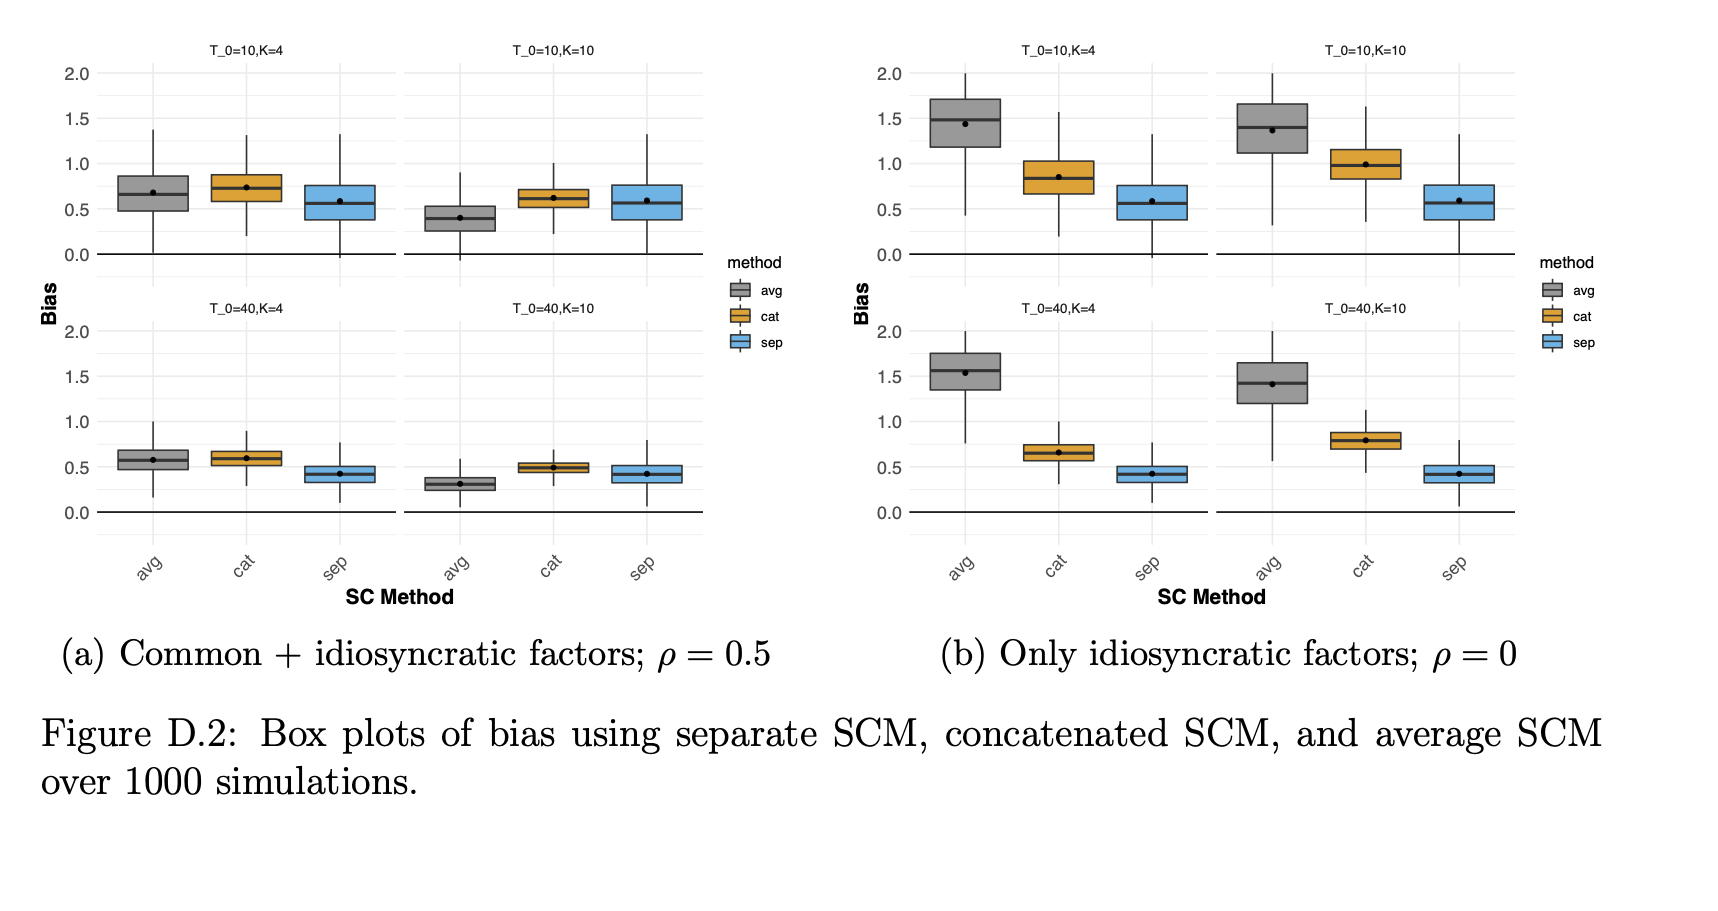 T_0=10,K=4
T_0=10,K=10
2.0
1.5
1.0
0.5
0.0
T_0=40,K=4
T_0=40,K=10
2.0
1.5
1.0
0.5
0.0
Bias
avg
cat
sep
avg
cat
sep
SC Method
method
avg
cat
sep
(a) Common + idiosyncratic factors; ρ = 0.5
T_0=10,K=4
T_0=10,K=10
2.0
1.5
1.0
0.5
0.0
T_0=40,K=4
T_0=40,K=10
2.0
1.5
1.0
0.5
0.0
Bias
avg
cat
sep
avg
cat
sep
SC Method
method
avg
cat
sep
(b) Only idiosyncratic factors; ρ = 0
Figure D.2: Box plots of bias using separate SCM, concatenated SCM, and average SCM
over 1000 simulations.